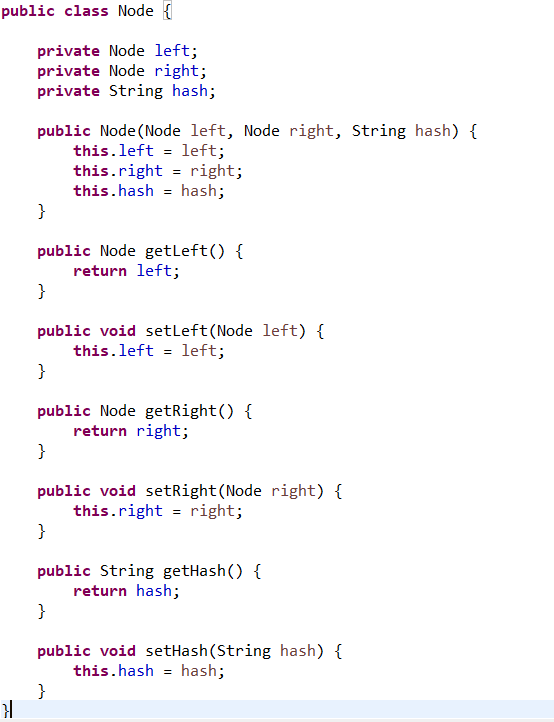 public class Node {
private Node left;
private Node right;
private String hash;
public Node(Node left, Node right, String hash) {
this.left = left;
this.right = right;
this.hash = hash;
}
public Node getLeft() {
return left;
}
public void setLeft(Node left) {
this.left = left;
}
public Node getRight() {
return right;
}
public void setRight(Node right) {
this.right = right;
}
public String getHash() {
return hash;
}
public void setHash(String hash) {
this.hash = hash;
}
}